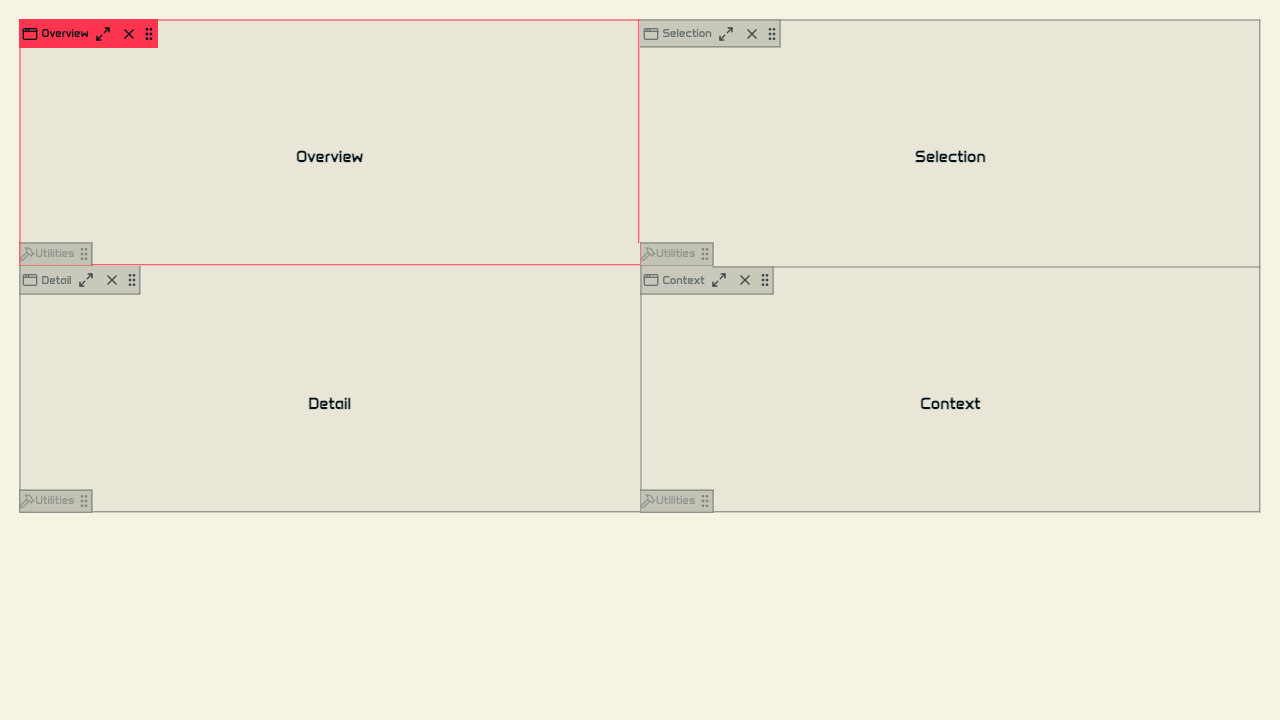 Overview
Selection
Overview
Selection
Utilities
Utilities
Detail
Context
Detail
Context
Utilities
Utilities